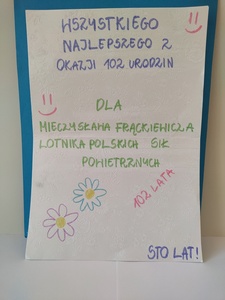 WSZYSTKIEGO
NAJLEPSZEGO Z
OKAZJI 102 URODZIN
DLA
MIECZYSŁAWA FRĄCKIEWICZA
LOTNIKA POLSKICH SIŁ
POWIETRZNYCH
102 LATA
STO LAT!